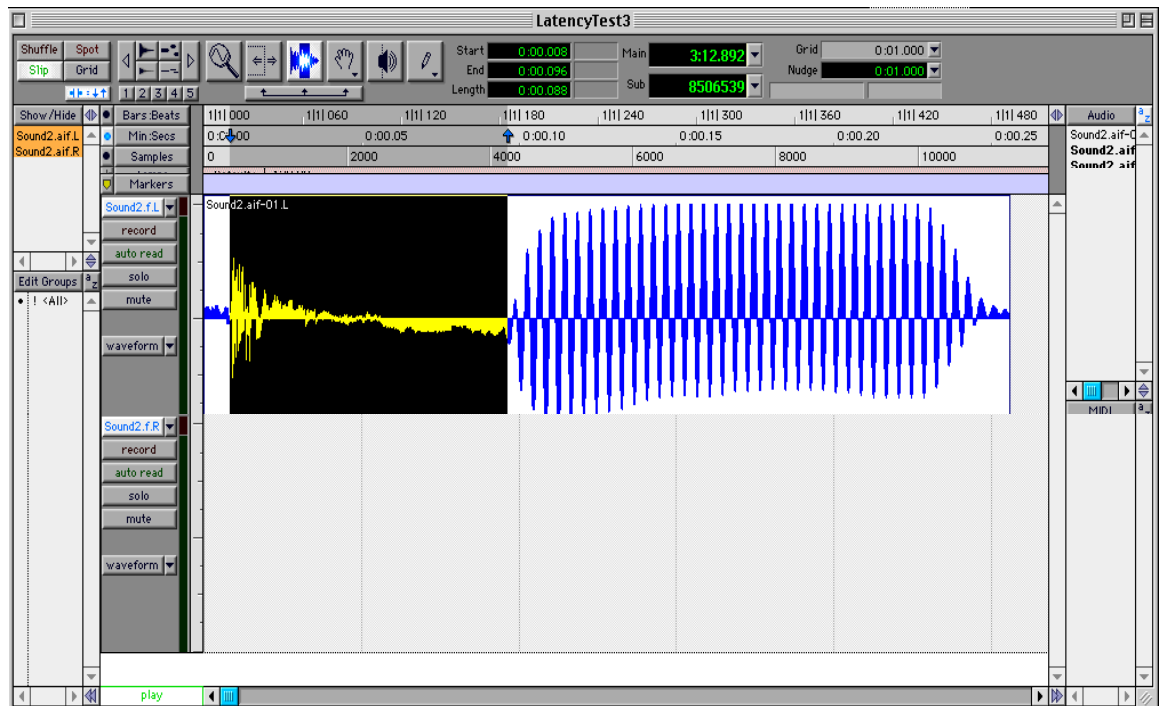 LatencyTest3
Shuffle Spot
Slip Grid
1 2 3 4 5
Start 0:00.008
End 0:00.096
Length 0:00.088
Main 3:12.892
Sub 8506539
Grid 0:01.000
Nudge 0:01.000
Show/Hide
Sound2.aif.L
Sound2.aif.R
Bars:Beats 1|1| 000 1|1| 060 1|1| 120 1|1| 180 1|1| 240 1|1| 300 1|1| 360 1|1| 420 1|1| 480
Min:Secs 0:00.05 0:00.10 0:00.15 0:00.20 0:00.25
Samples 0 2000 4000 6000 8000 10000
Markers
Audio a z
Sound2.aif
Sound2.aif
Sound2.f.L
record
auto read
solo
mute
waveform
Sound2.aif-01.L
Edit Groups a z
! <All>
MIDI a
Sound2.f.R
record
auto read
solo
mute
waveform
play